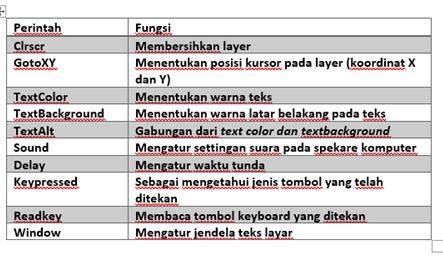 Perintah Fungsi
Clrscr Membersihkan layer
GotoXY Menentukan posisi kursor pada layer (koordinat X
dan Y)
TextColor Menentukan warna teks
TextBackground Menentukan warna latar belakang pada teks
TextAlt Gabungan dari text color dan textbackground
Sound Mengatur settingan suara pada spekare komputer
Delay Mengatur waktu tunda
Keypressed Sebagai mengetahui jenis tombol yang telah
ditekan
Readkey Membaca tombol keyboard yang ditekan
Window Mengatur jendela teks layar